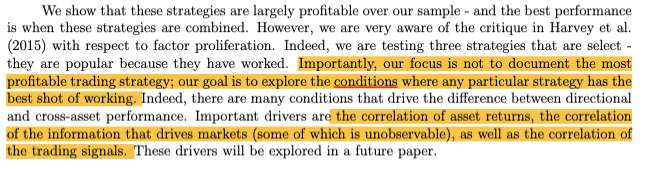 We show that these strategies are largely profitable over our sample - and the best performance
is when these strategies are combined. However, we are very aware of the critique in Harvey et al.
(2015) with respect to factor proliferation. Indeed, we are testing three strategies that are select -
they are popular because they have worked. Importantly, our focus is not to document the most
profitable trading strategy; our goal is to explore the conditions where any particular strategy has the
best shot of working. Indeed, there are many conditions that drive the difference between directional
and cross-asset performance. Important drivers are the correlation of asset returns, the correlation
of the information that drives markets (some of which is unobservable), as well as the correlation of
the trading signals. These drivers will be explored in a future paper.